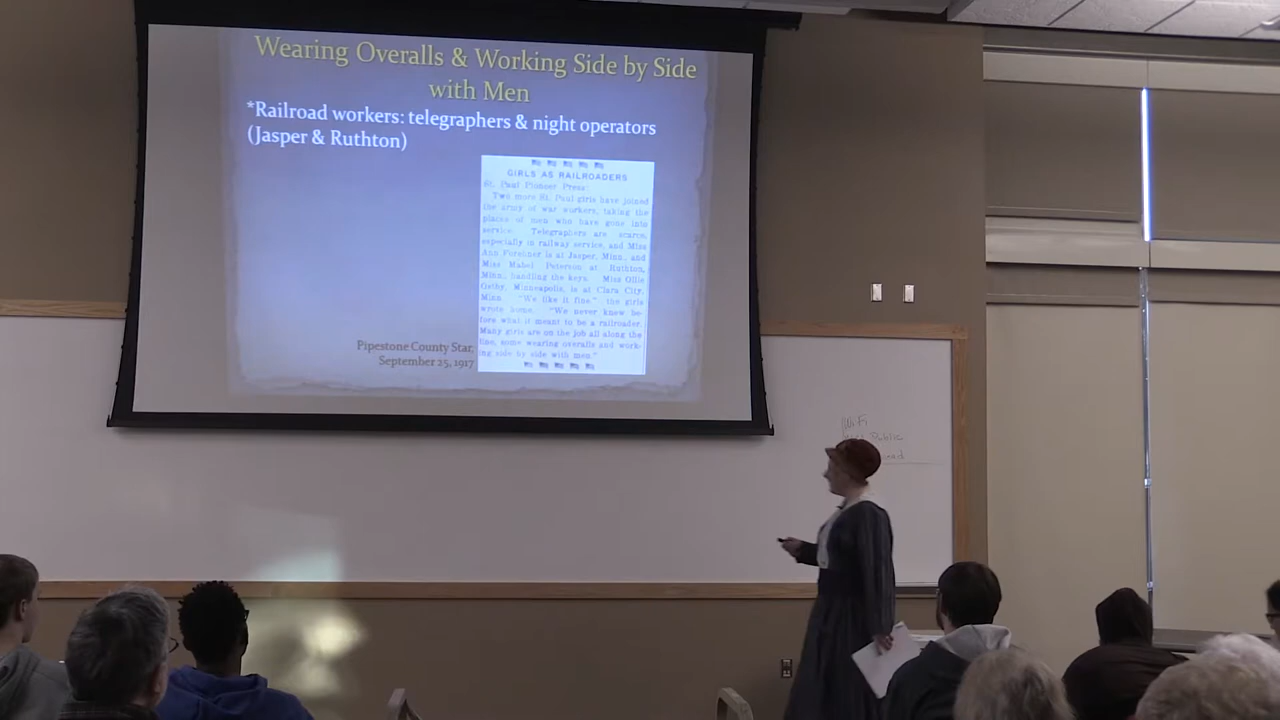 Wearing Overalls & Working Side by Side
with Men
*Railroad workers: telegraphers & night operators
(Jasper & Ruthton)
GIRLS AS RAILROADERS
St. Paul Pioneer Press:
Two more St. Paul girls have joined
the army of war workers, taking the
places of men who have gone into
service. Telegraphers are scarce,
especially in railway service, and Miss
Ann is at Jasper, Minn., and
Miss Mabel Peterson at Ruthton,
Minn., handling the keys. Miss Ollie
Minneapolis, is at Clara City,
Minn. "We like it fine," the girls
wrote home. "We never knew be-
fore what it meant to be a railroader.
Many girls are on the job all along the
line, some wearing overalls and work-
ing side by side with men."
Pipestone County Star,
September 25, 1917
WiFi
Public